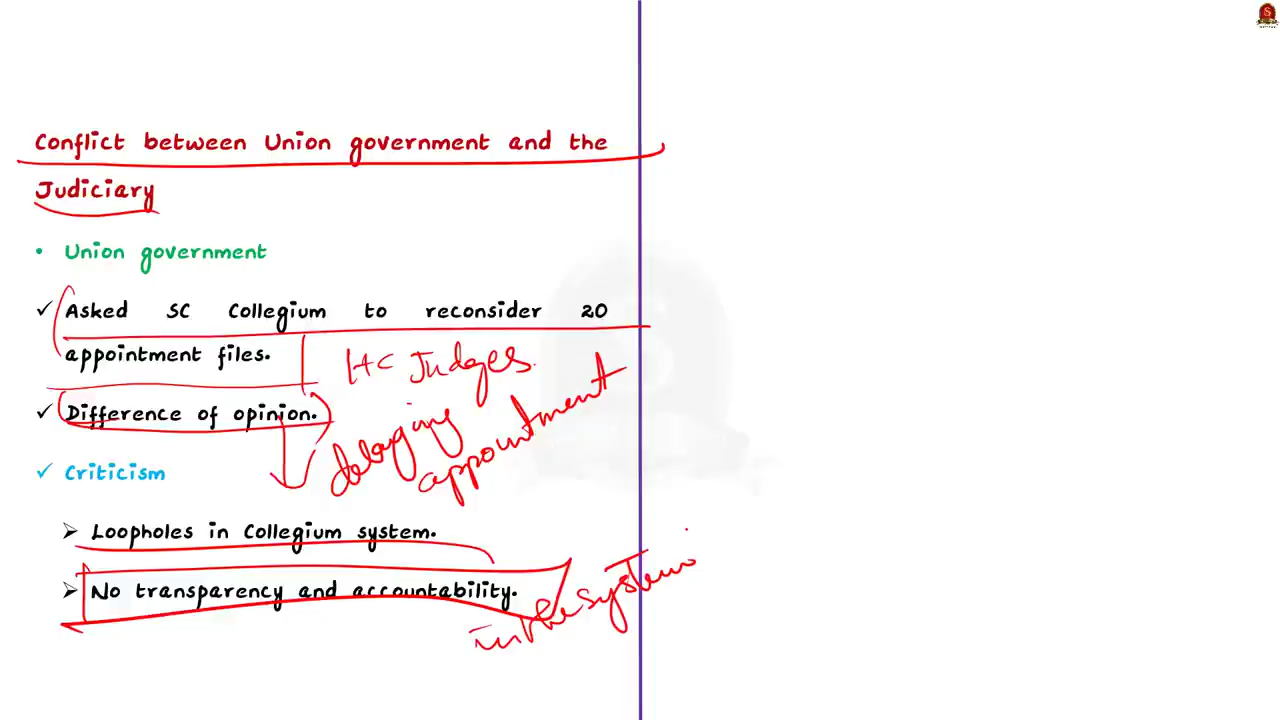 Conflict between Union government and the
Judiciary
• Union government
✓ Asked SC Collegium to reconsider 20
appointment files.
HC Judges.
✓ Difference of opinion.
delaying
appointment
✓ Criticism
➢ Loopholes in Collegium system.
➢ No transparency and accountability.
in the system